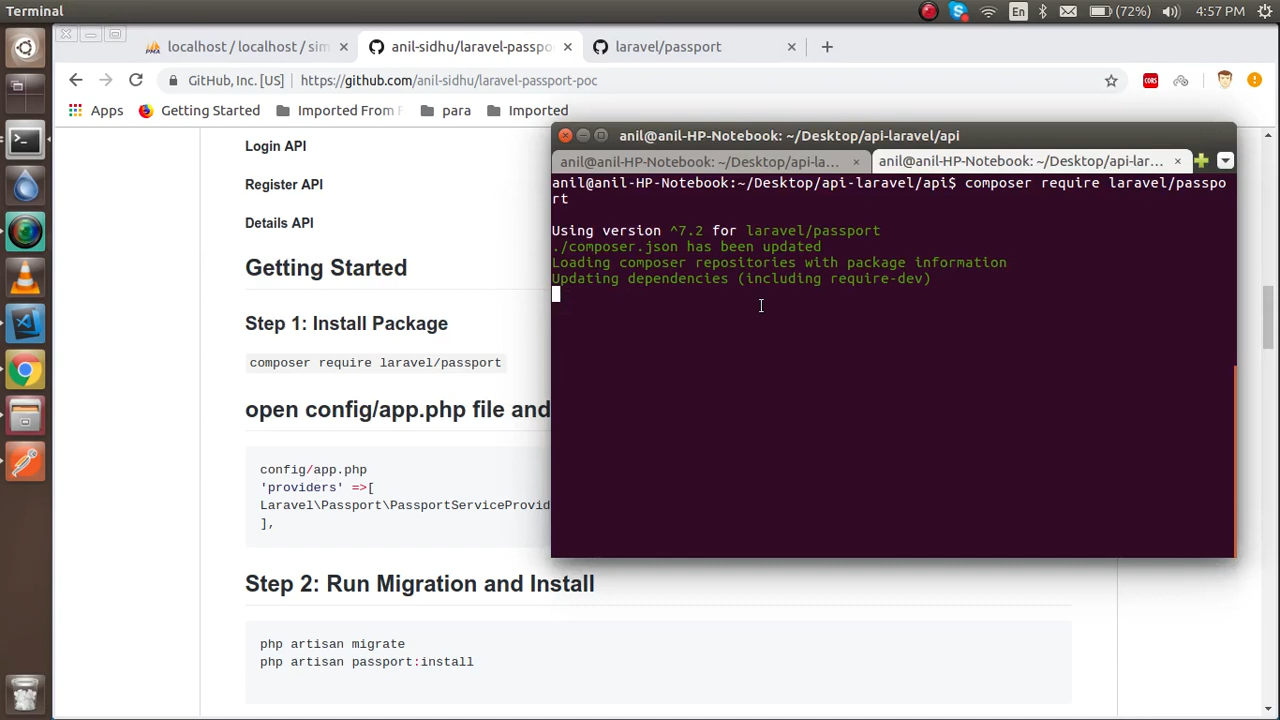 Terminal
En
(72%)
4:57 PM
localhost / localhost / sim
anil-sidhu/laravel-passpo
laravel/passport
GitHub, Inc. [US]
https://github.com/anil-sidhu/laravel-passport-poc
CORS
Apps
Getting Started
Imported From F
para
Imported
Login API
Register API
Details API
Getting Started
Step 1: Install Package
composer require laravel/passport
open config/app.php file and
config/app.php
'providers' =>[
Laravel\Passport\PassportServiceProvid
],
Step 2: Run Migration and Install
php artisan migrate
php artisan passport:install
anil@anil-HP-Notebook: ~/Desktop/api-laravel/api
anil@anil-HP-Notebook: ~/Desktop/api-la...
anil@anil-HP-Notebook: ~/Desktop/api-lar...
anil@anil-HP-Notebook:~/Desktop/api-laravel/api$ composer require laravel/passpo
rt
Using version ^7.2 for laravel/passport
./composer.json has been updated
Loading composer repositories with package information
Updating dependencies (including require-dev)